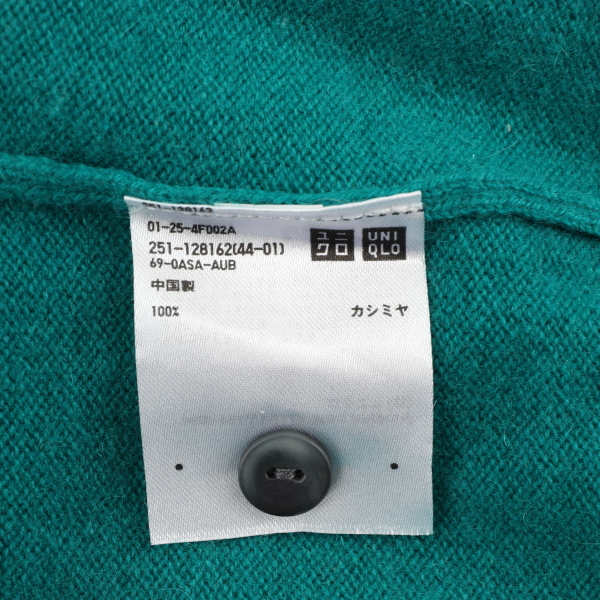 01-25-4F002A
251-128162(44-01)
69-0ASA-AUB
ユニ
クロ
UNI
QLO
中国製
100% カシミヤ